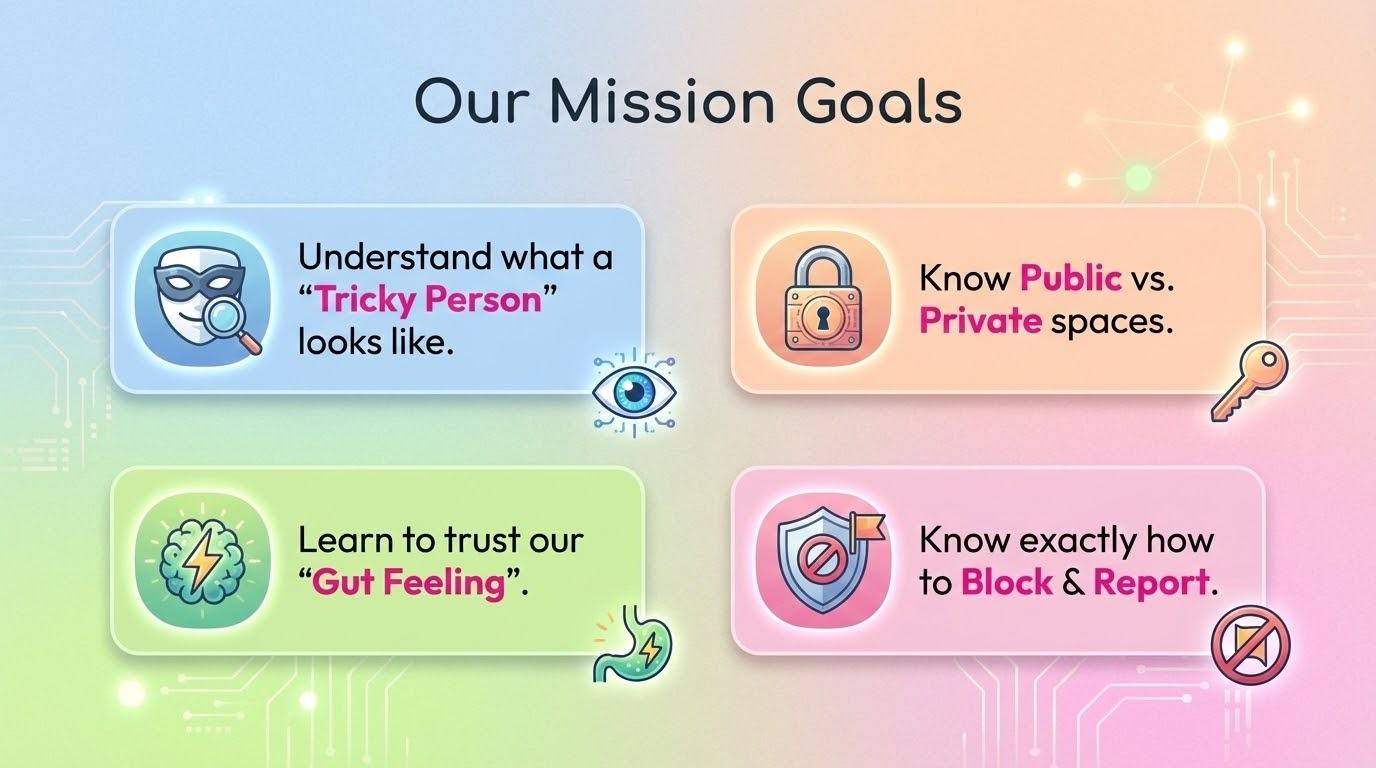 Our Mission Goals
Understand what a
“Tricky Person”
looks like.
Know Public vs.
Private spaces.
Learn to trust our
“Gut Feeling”.
Know exactly how
to Block & Report.